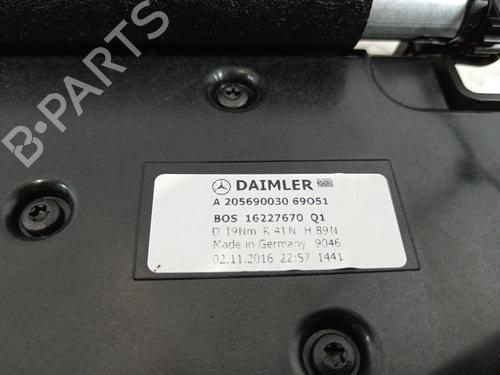 DAIMLER
A 205690030 69051
BOS 16227670 Q1
D 19Nm R 41N H 89N
Made in Germany 9046
02.11.2016 22:57 1441
B-PARTS